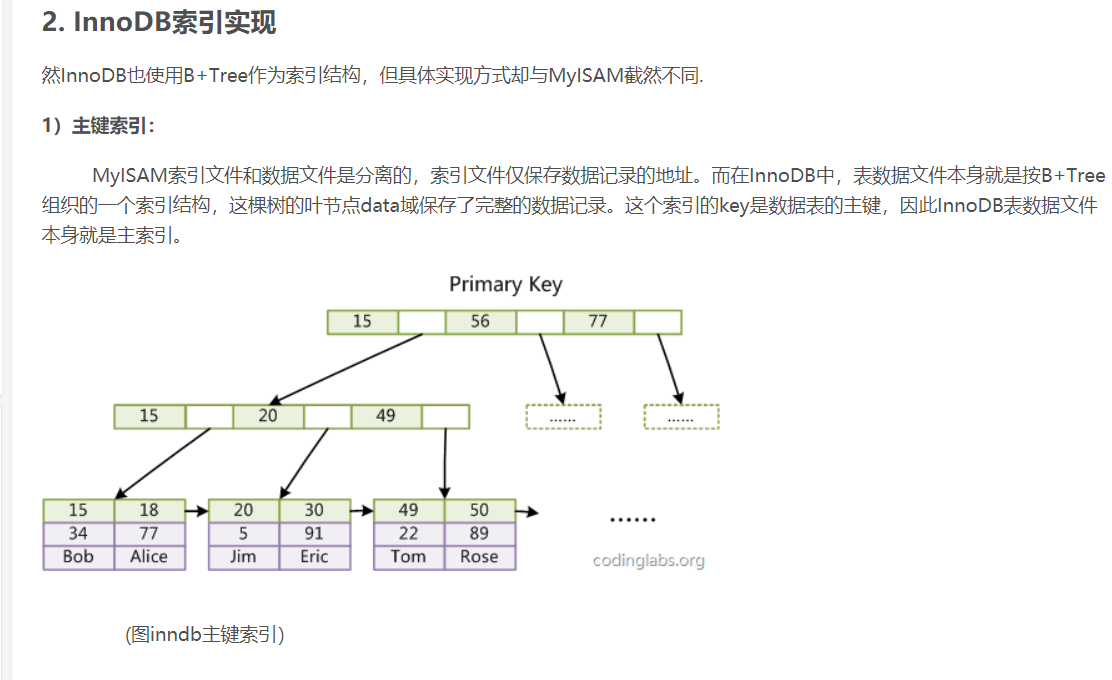 2. InnoDB索引实现
然InnoDB也使用B+Tree作为索引结构，但具体实现方式却与MyISAM截然不同.
1）主键索引：
MyISAM索引文件和数据文件是分离的，索引文件仅保存数据记录的地址。而在InnoDB中，表数据文件本身就是按B+Tree
组织的一个索引结构，这棵树的叶节点data域保存了完整的数据记录。这个索引的key是数据表的主键，因此InnoDB表数据文件
本身就是主索引。
Primary Key
15 56 77
15 20 49 ...... ......
15 18 20 30 49 50 ......
34 77 5 91 22 89
Bob Alice Jim Eric Tom Rose
codinglabs.org
(图inndb主键索引)